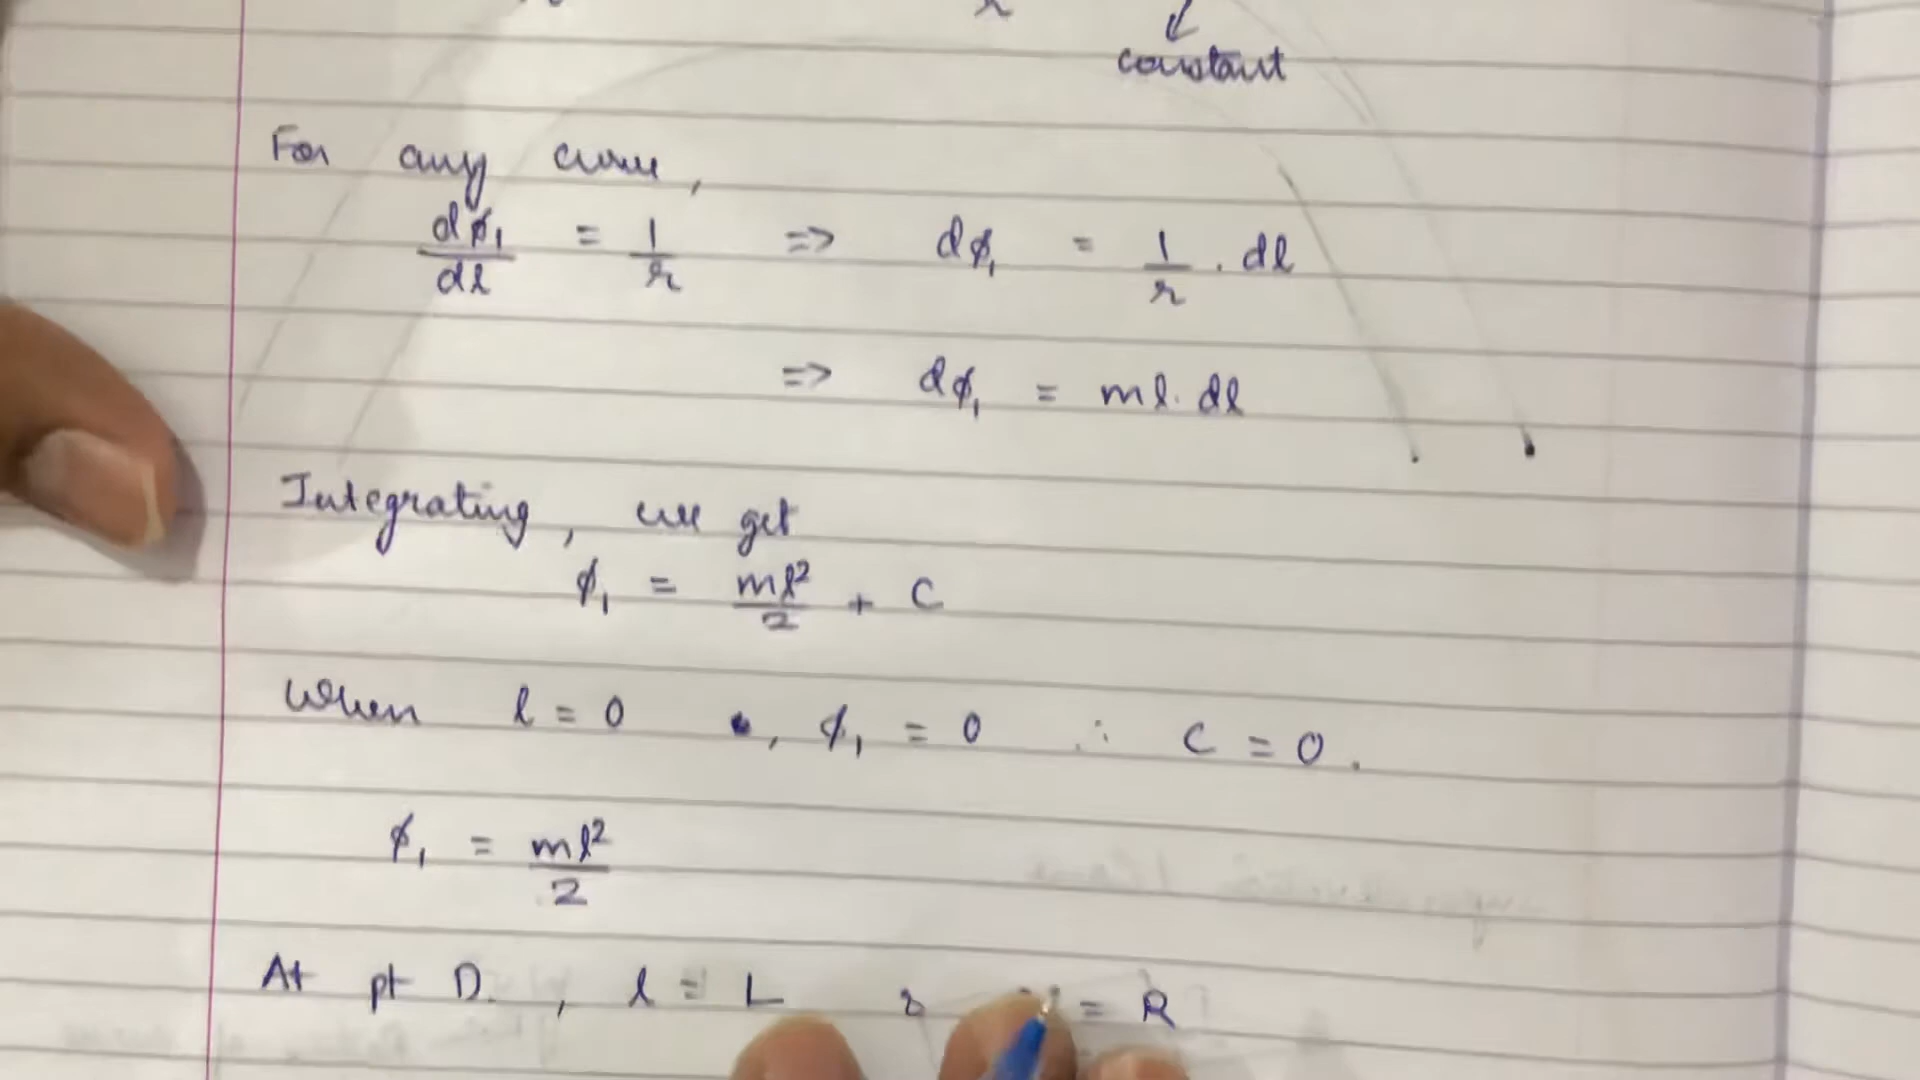 constant
For any curve,
dϕ₁/dl = 1/r => dϕ₁ = 1/r . dl
=> dϕ₁ = ml. dl
Integrating, we get
ϕ₁ = ml²/2 + C
When l = 0 , ϕ₁ = 0 ∴ C = 0.
ϕ₁ = ml²/2
At pt D. , l = L & = R